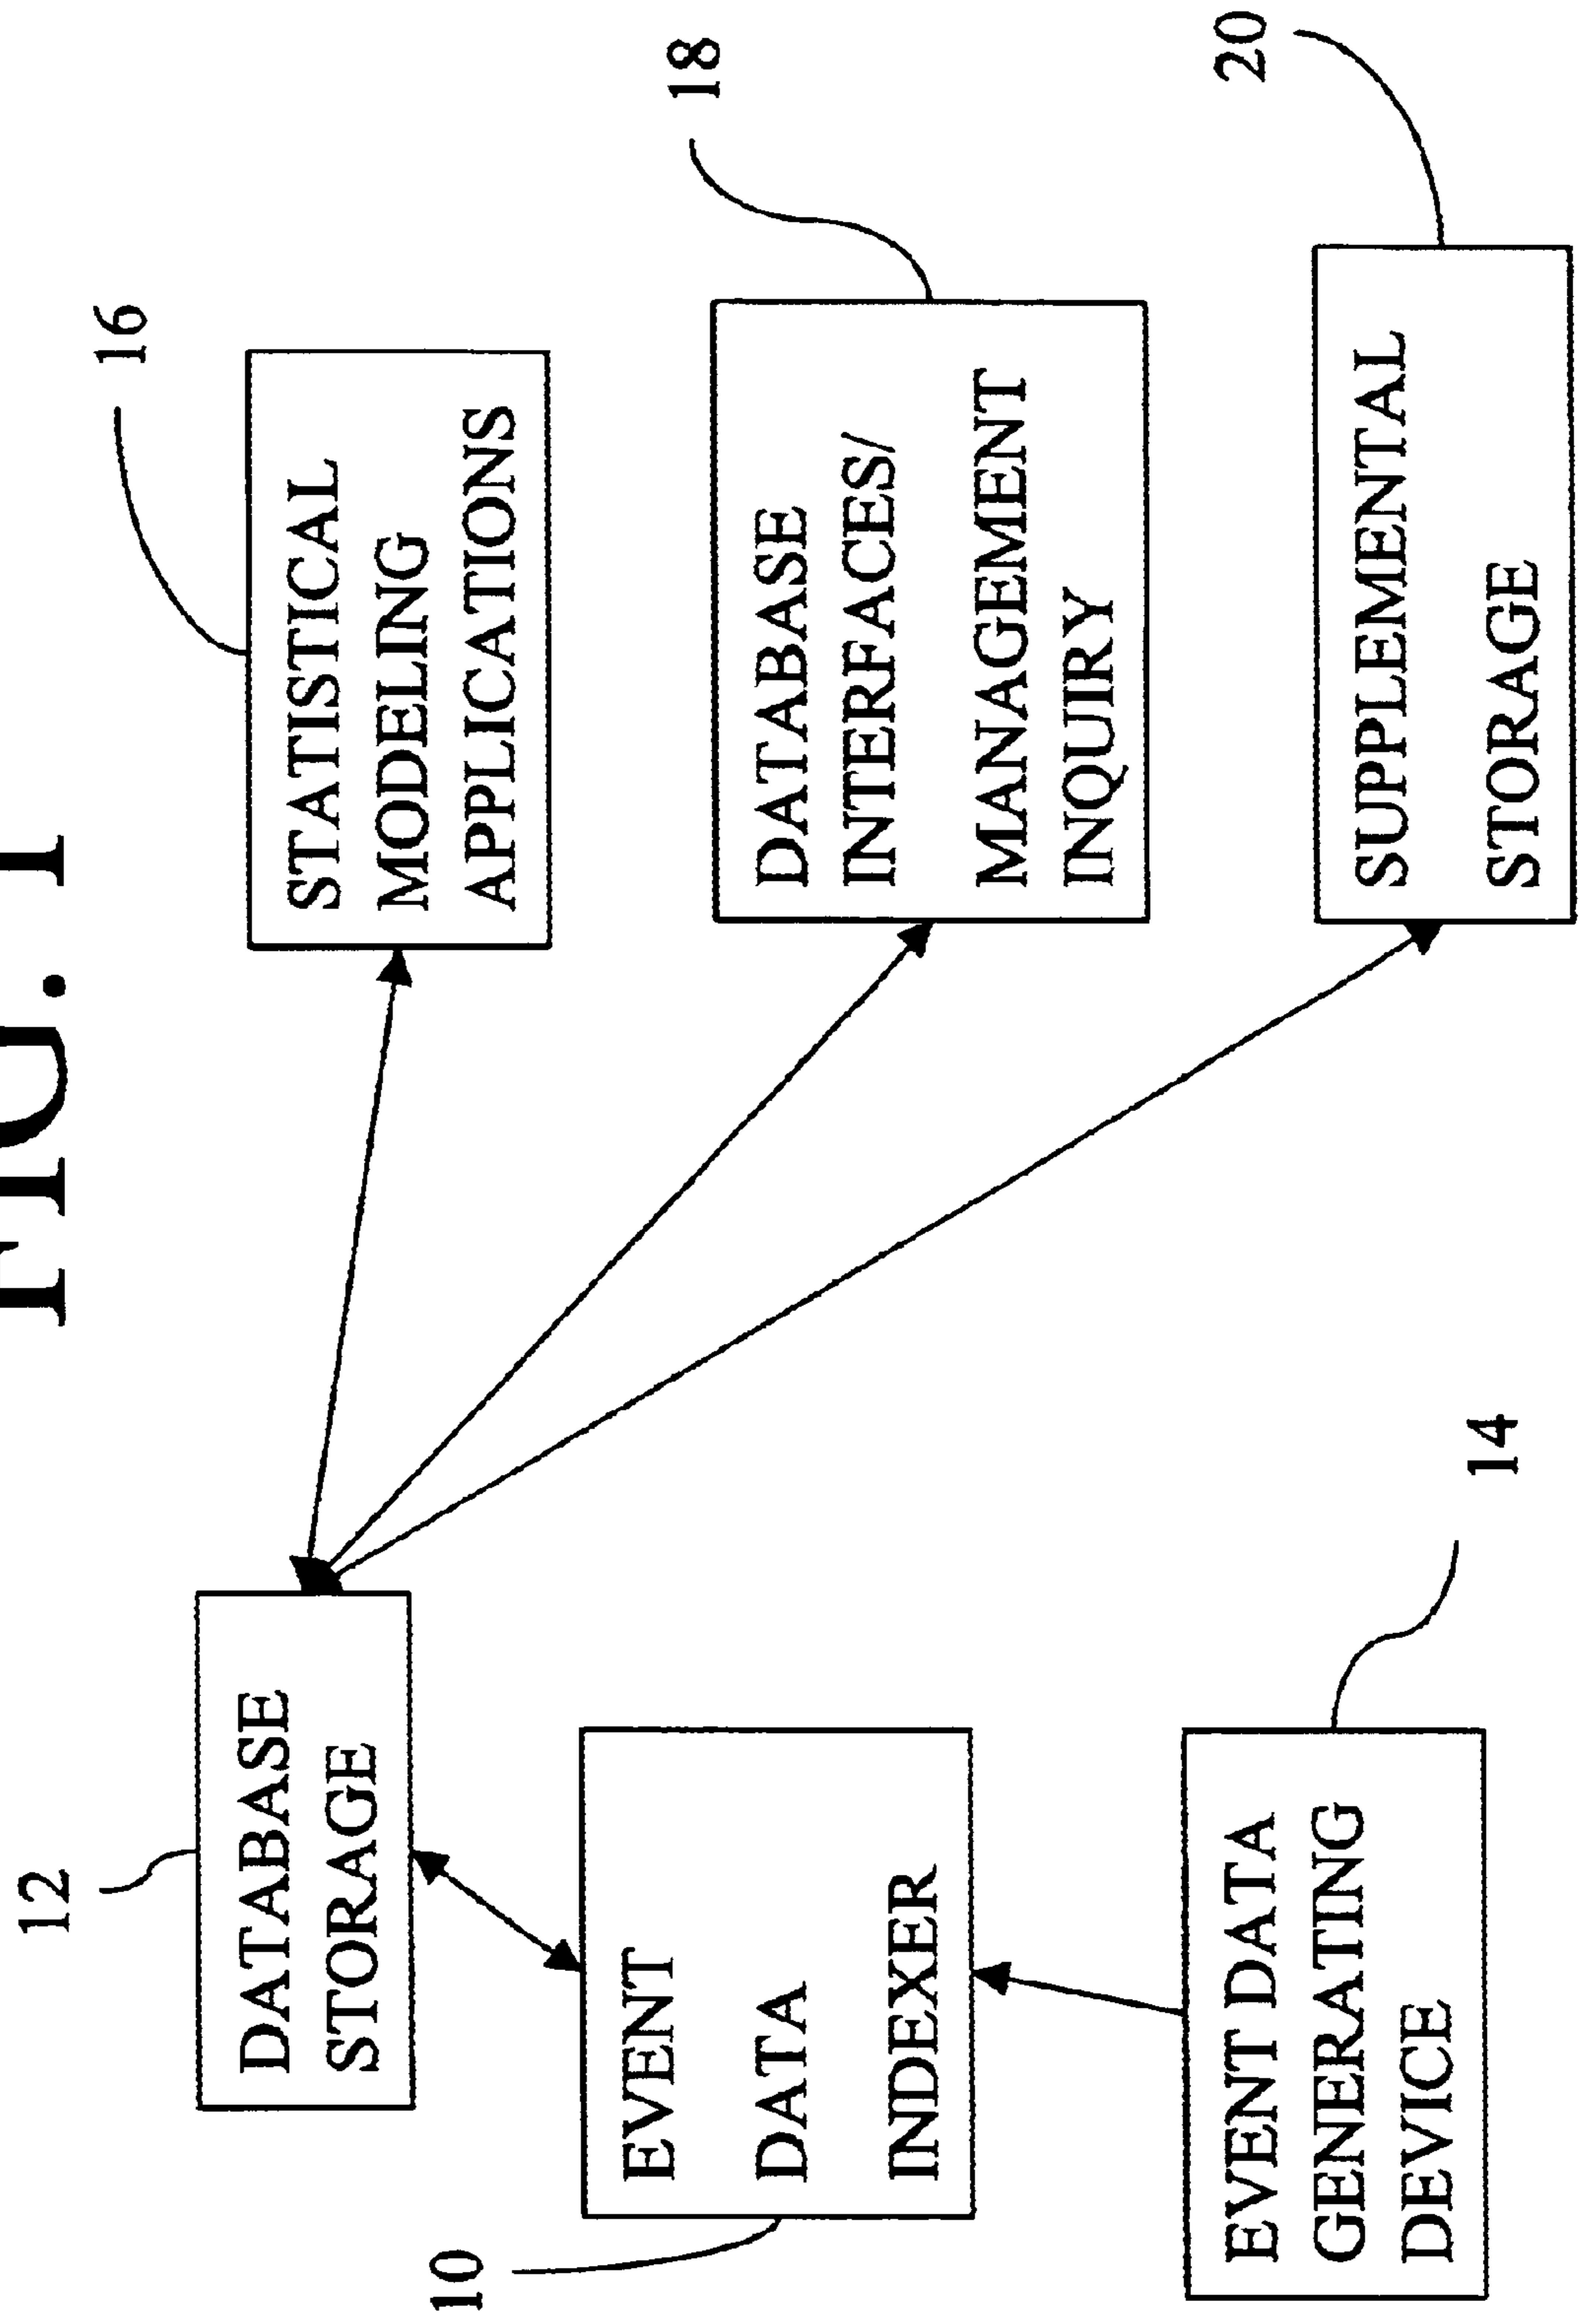 FIG. 1
12
DATABASE
STORAGE
10
EVENT
DATA
INDEXER
EVENT DATA
GENERATING
DEVICE
14
16
STATISTICAL
MODELING
APPLICATIONS
18
DATABASE
INTERFACES/
MANAGEMENT
INQUIRY
20
SUPPLEMENTAL
STORAGE